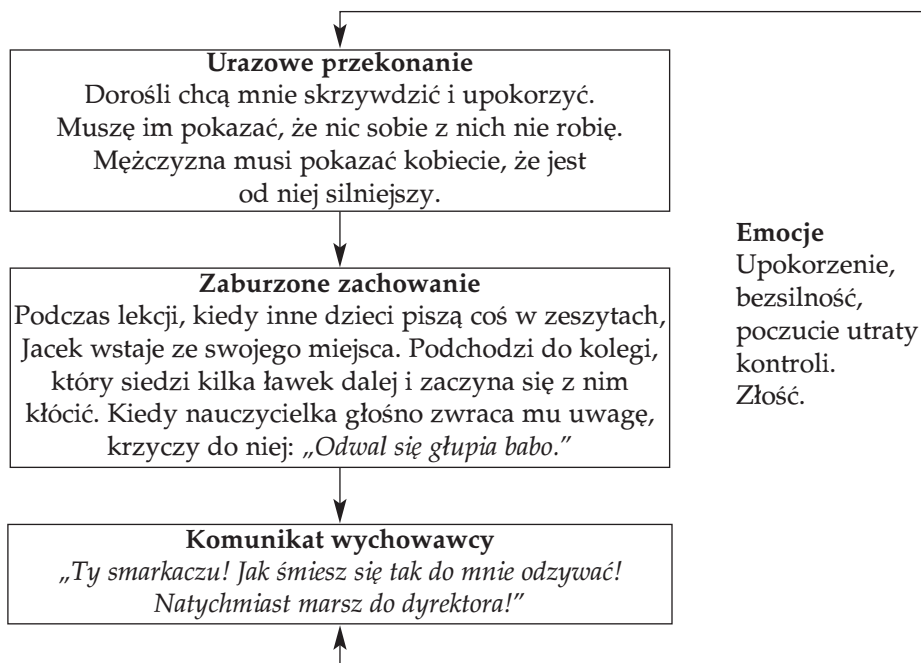 Urazowe przekonanie
Dorośli chcą mnie skrzywdzić i upokorzyć.
Muszę im pokazać, że nic sobie z nich nie robię.
Mężczyzna musi pokazać kobiecie, że jest
od niej silniejszy.
Zaburzone zachowanie
Podczas lekcji, kiedy inne dzieci piszą coś w zeszytach,
Jacek wstaje ze swojego miejsca. Podchodzi do kolegi,
który siedzi kilka ławek dalej i zaczyna się z nim
kłócić. Kiedy nauczycielka głośno zwraca mu uwagę,
krzyczy do niej: „Odwal się głupia babo.”
Komunikat wychowawcy
„Ty smarkaczu! Jak śmiesz się tak do mnie odzywać!
Natychmiast marsz do dyrektora!”
Emocje
Upokorzenie,
bezsilność,
poczucie utraty
kontroli.
Złość.